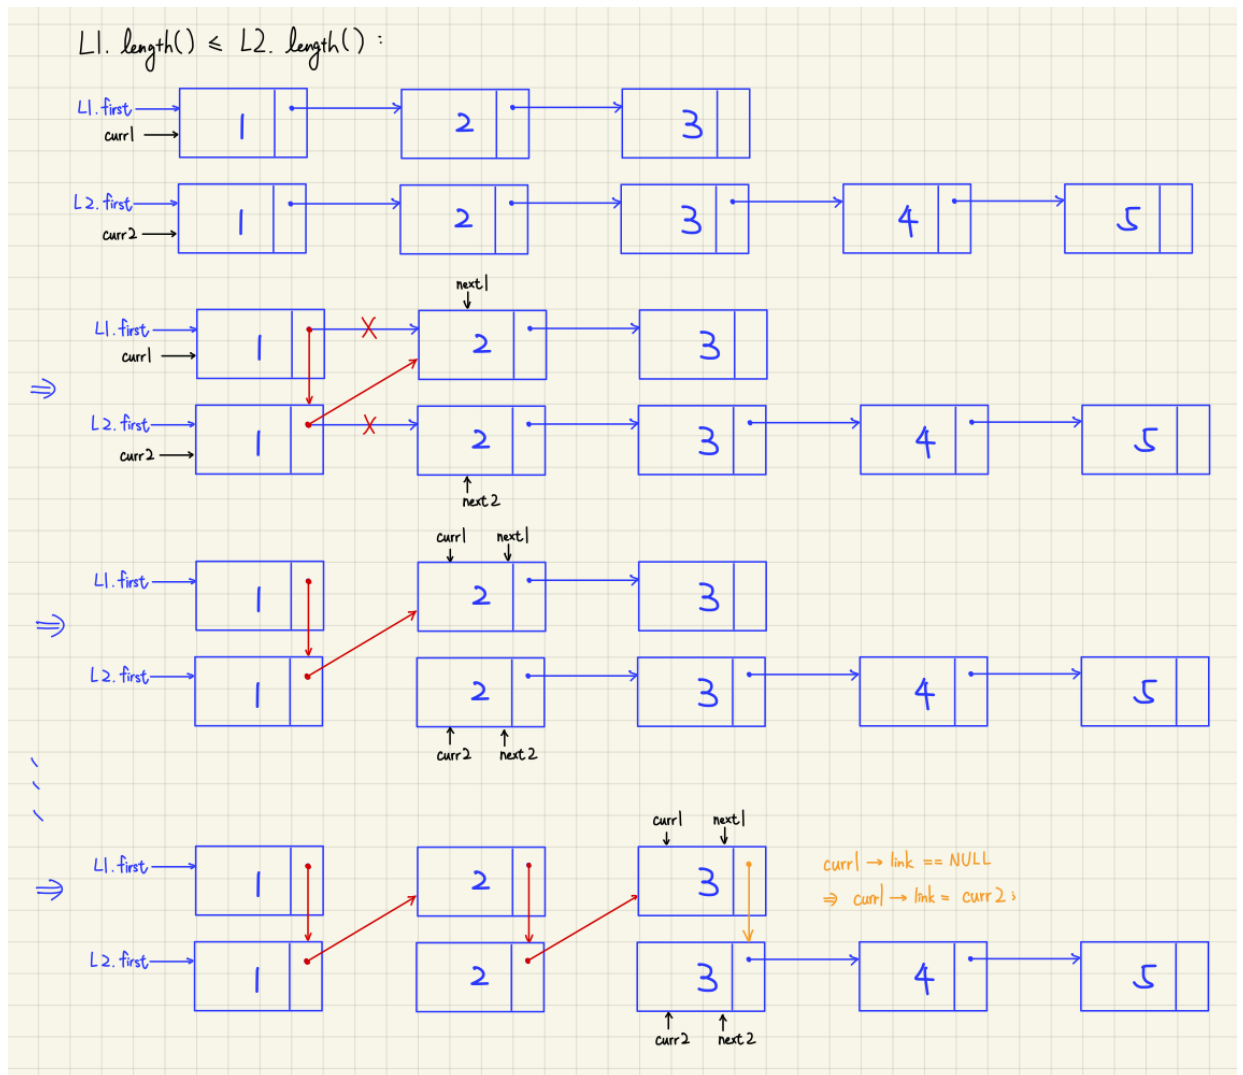 L1. length() ≤ L2. length() :
L1.first
curr1
1 2 3
L2.first
curr2
1 2 3 4 5
next1
L1.first
curr1
1 2 3
⇒
L2.first
curr2
1 2 3 4 5
next2
curr1 next1
L1.first
1 2 3
⇒
L2.first
1 2 3 4 5
curr2 next2
curr1 next1
L1.first
1 2 3
curr1 → link == NULL
⇒ curr1 → link = curr2;
⇒
L2.first
1 2 3 4 5
curr2 next2